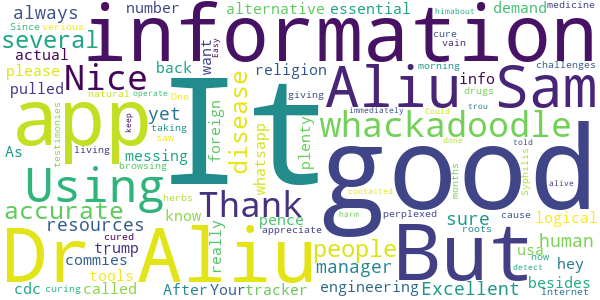 always number alternative essential demand medicine himabout
Since verious information cure vain
several want morning challenges
actual Nice back religion info Aliu Sam
please pulled drugs
natural operate One yet giving immediately trou
app It whackadoodle
testimonies keep Easy foreign disease whatsapp plenty Could told
As living taking saw messing good done Syphilis
Using browsing contacted alive
accurate Thank months
resources know really pence perplexed sure cause logical
herbs appreciate harm roots
Dr Aliu people But usa now human
trump cured manager hey detect
commies tools engineering Excellent besides
cdc curing called After Your tracker Internet